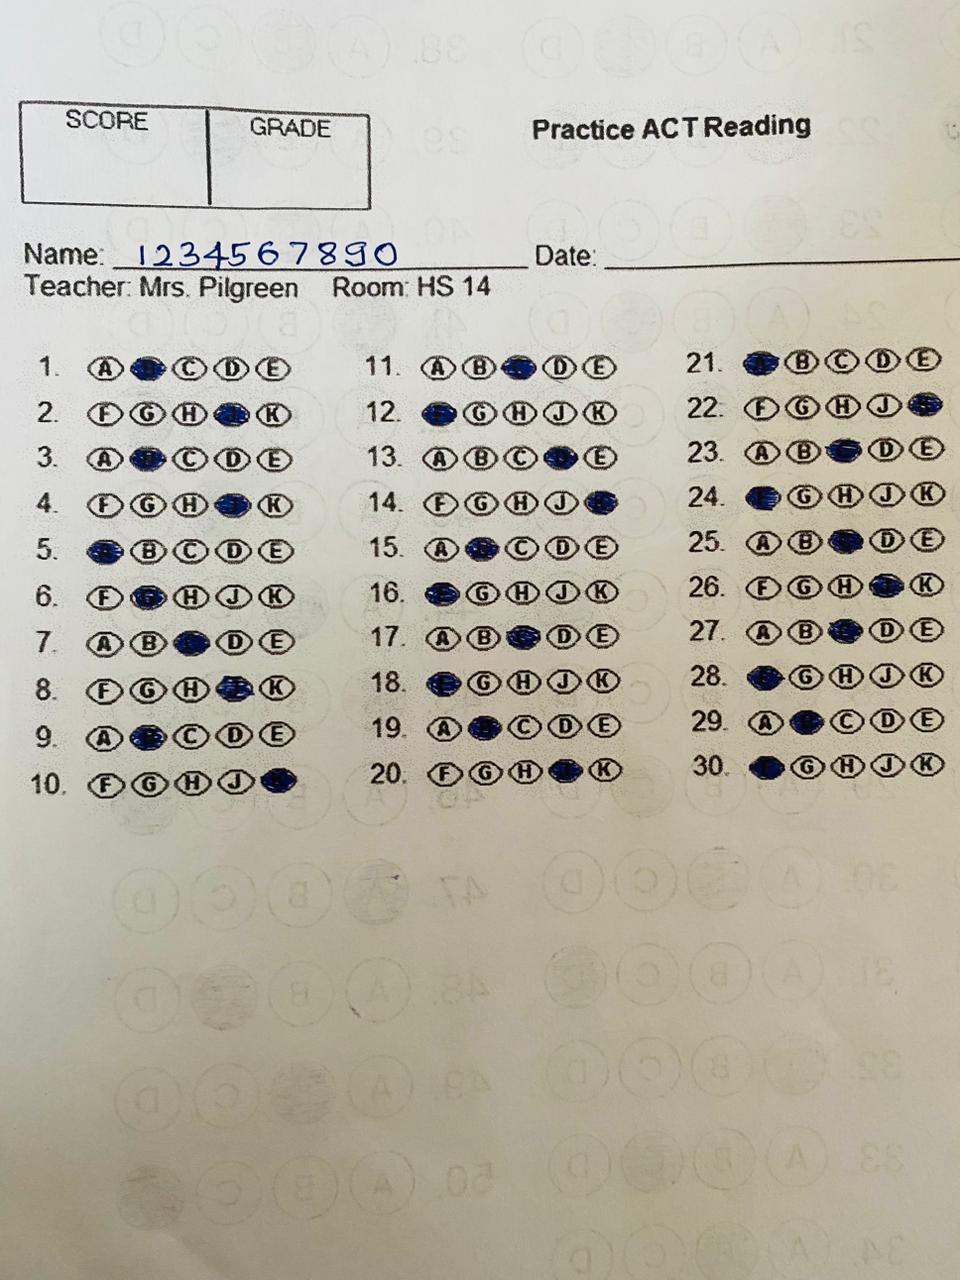 SCORE GRADE Practice ACT Reading
Name: 1234567890 Date:
Teacher: Mrs. Pilgreen Room: HS 14
1. A C D E 11. A B D E 21. B C D E
2. F G H K 12. G H J K 22. F G H J
3. A C D E 13. A B C E 23. A B D E
4. F G H K 14. F G H J 24. G H J K
5. B C D E 15. A C D E 25. A B D E
6. F H J K 16. G H J K 26. F G H K
7. A B D E 17. A B D E 27. A B D E
8. F G H K 18. G H J K 28. G H J K
9. A C D E 19. A C D E 29. A C D E
10. F G H J 20. F G H K 30. G H J K